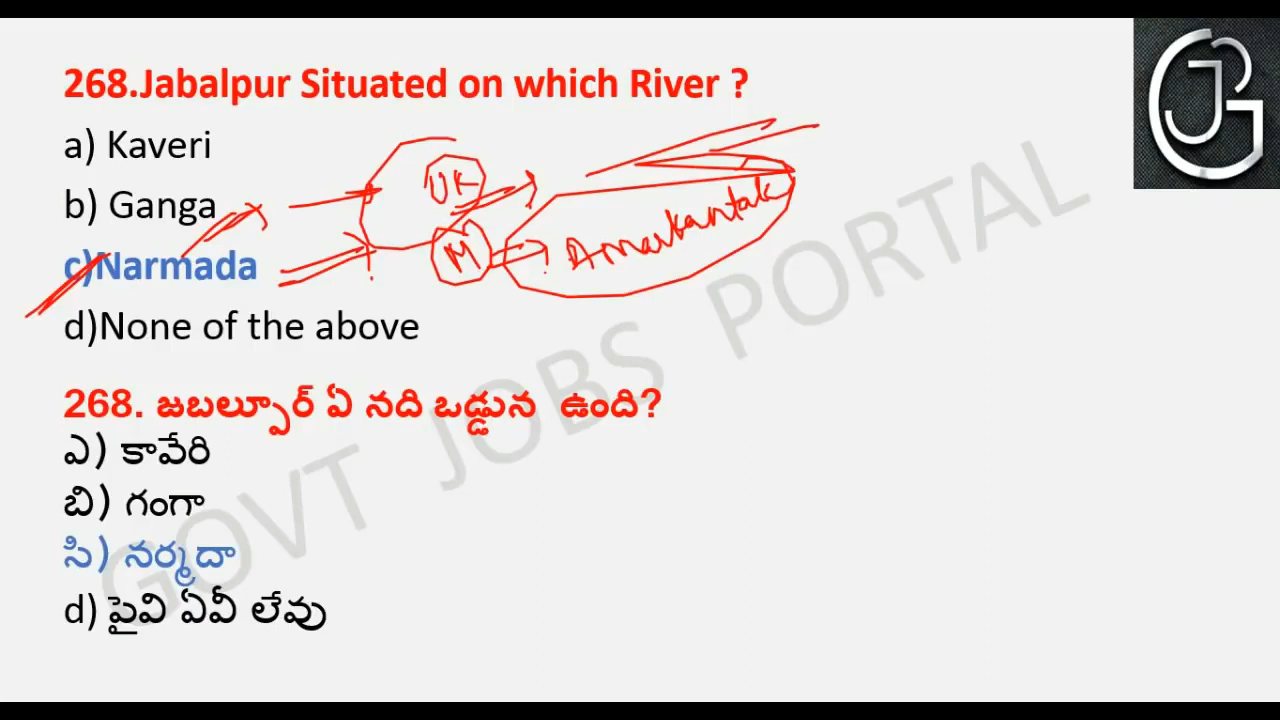 268.Jabalpur Situated on which River ?
a) Kaveri
b) Ganga
c)Narmada
d)None of the above
UK
M
Amarkantak
268. జబల్పూర్ ఏ నది ఒడ్డున ఉంది?
ఎ) కావేరి
బి) గంగా
సి) నర్మదా
d) పైవి ఏవీ లేవు
GOVT JOBS PORTAL
GJP